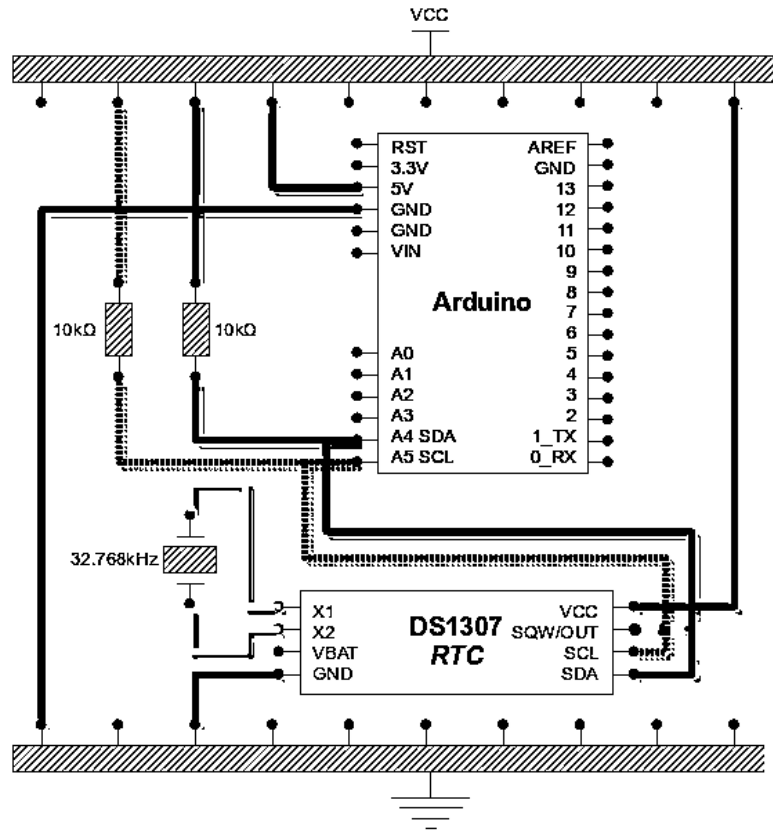 VCC
RST
3.3V
5V
GND
GND
VIN
A0
A1
A2
A3
A4 SDA
A5 SCL
Arduino
AREF
GND
13
12
11
10
9
8
7
6
5
4
3
2
1_TX
0_RX
10kΩ
10kΩ
32.768kHz
X1
X2
VBAT
GND
DS1307
RTC
VCC
SQW/OUT
SCL
SDA